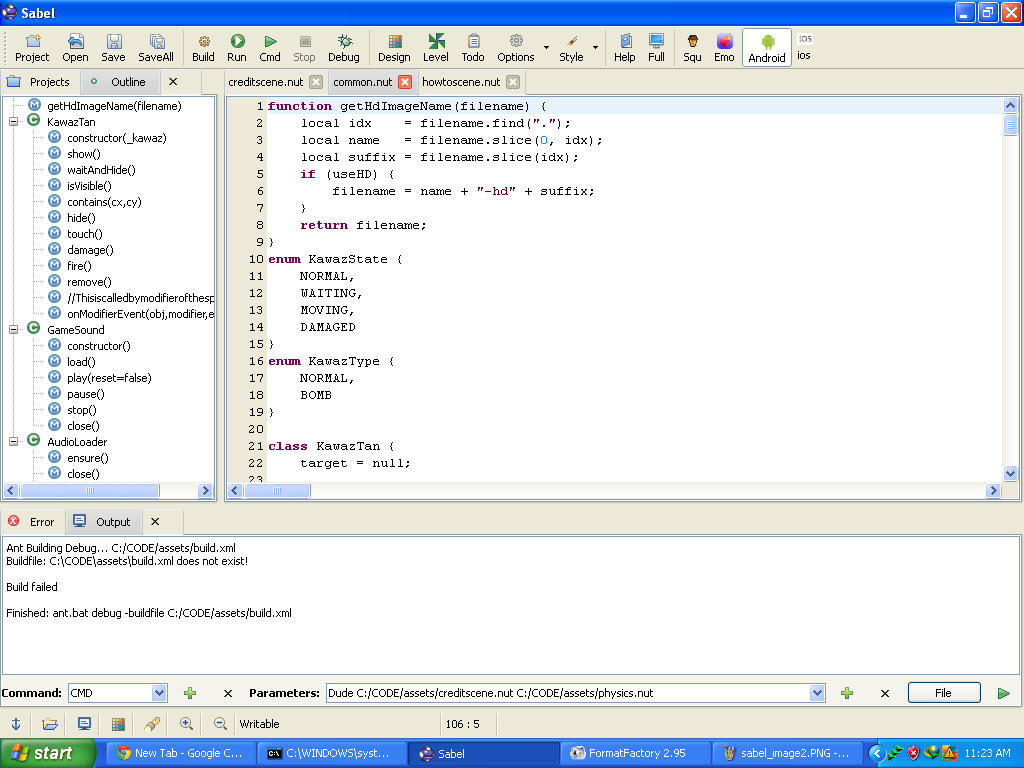 Sabel
Project Open Save SaveAll Build Run Cmd Stop Debug Design Level Todo Options Style Help Full Squ Emo Android ios
iOS
Projects Outline
creditscene.nut common.nut howtoscene.nut
getHdImageName(filename)
KawazTan
constructor(_kawaz)
show()
waitAndHide()
isVisible()
contains(cx,cy)
hide()
touch()
damage()
fire()
remove()
//Thisiscalledbymodifierofthesp
onModifierEvent(obj,modifier,e
GameSound
constructor()
load()
play(reset=false)
pause()
stop()
close()
AudioLoader
ensure()
close()
1 function getHdImageName(filename) {
2 local idx = filename.find(".");
3 local name = filename.slice(0, idx);
4 local suffix = filename.slice(idx);
5 if (useHD) {
6 filename = name + "-hd" + suffix;
7 }
8 return filename;
9 }
10 enum KawazState {
11 NORMAL,
12 WAITING,
13 MOVING,
14 DAMAGED
15 }
16 enum KawazType {
17 NORMAL,
18 BOMB
19 }
20
21 class KawazTan {
22 target = null;
23
Error Output
Ant Building Debug... C:/CODE/assets/build.xml
Buildfile: C:\CODE\assets\build.xml does not exist!
Build failed
Finished: ant.bat debug -buildfile C:/CODE/assets/build.xml
Command: CMD Parameters: Dude C:/CODE/assets/creditscene.nut C:/CODE/assets/physics.nut File
Writable 106 : 5
start New Tab - Google C... C:\WINDOWS\syst... Sabel FormatFactory 2.95 sabel_image2.PNG -... 11:23 AM